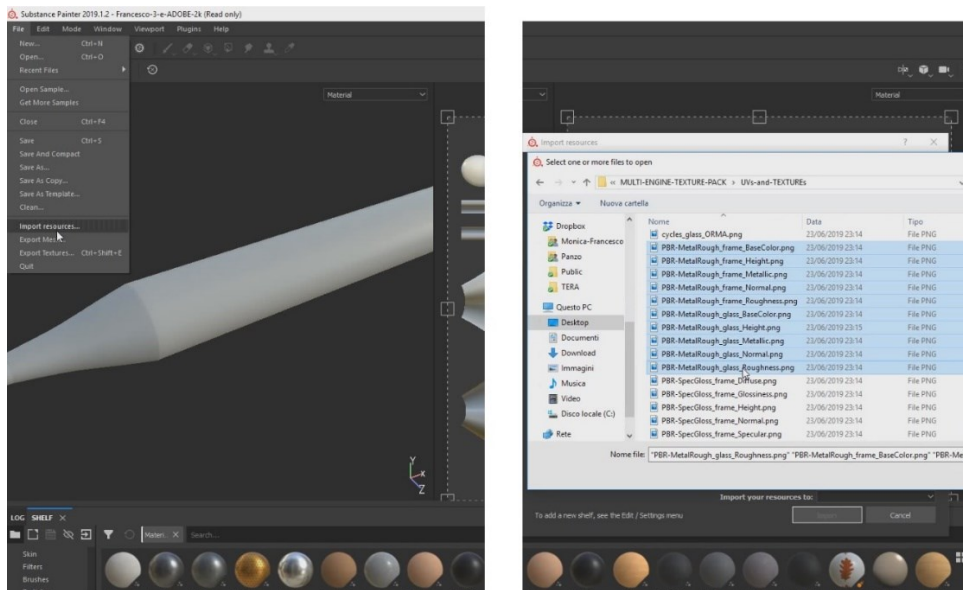 Substance Painter 2019.1.2 - Francesco-3-e-ADOBE-2k (Read only)
File Edit Mode Window Viewport Plugins Help
New... Ctrl+N
Open... Ctrl+O
Recent Files
Open Sample...
Get More Samples
Close Ctrl+F4
Save Ctrl+S
Save And Compact
Save As...
Save As Copy...
Save As Template...
Clean...
Import resources...
Export Mes
Export Textures... Ctrl+Shift+E
Quit
Material
Y
X
Z
LOG SHELF
Materi. Search...
Skin
Filters
Brushes
Material
Import resources
Select one or more files to open
MULTI-ENGINE-TEXTURE-PACK > UVs-and-TEXTUREs
Organizza Nuova cartella
Nome Data Tipo
Dropbox
Monica-Francesco
Panzo
Public
TERA
Questo PC
Desktop
Documenti
Download
Immagini
Musica
Video
Disco locale (C:)
Rete
cycles_glass_ORMA.png 23/06/2019 23:14 File PNG
PBR-MetalRough_frame_BaseColor.png 23/06/2019 23:14 File PNG
PBR-MetalRough_frame_Height.png 23/06/2019 23:14 File PNG
PBR-MetalRough_frame_Metallic.png 23/06/2019 23:14 File PNG
PBR-MetalRough_frame_Normal.png 23/06/2019 23:14 File PNG
PBR-MetalRough_frame_Roughness.png 23/06/2019 23:14 File PNG
PBR-MetalRough_glass_BaseColor.png 23/06/2019 23:14 File PNG
PBR-MetalRough_glass_Height.png 23/06/2019 23:15 File PNG
PBR-MetalRough_glass_Metallic.png 23/06/2019 23:14 File PNG
PBR-MetalRough_glass_Normal.png 23/06/2019 23:14 File PNG
PBR-MetalRough_glass_Roughness.png 23/06/2019 23:14 File PNG
PBR-SpecGloss_frame_Diffuse.png 23/06/2019 23:14 File PNG
PBR-SpecGloss_frame_Glossiness.png 23/06/2019 23:14 File PNG
PBR-SpecGloss_frame_Height.png 23/06/2019 23:14 File PNG
PBR-SpecGloss_frame_Normal.png 23/06/2019 23:14 File PNG
PBR-SpecGloss_frame_Specular.png 23/06/2019 23:14 File PNG
Nome file: "PBR-MetalRough_glass_Roughness.png" "PBR-MetalRough_frame_BaseColor.png" "PBR-Me
Import your resources to:
To add a new shelf, see the Edit / Settings menu
Cancel